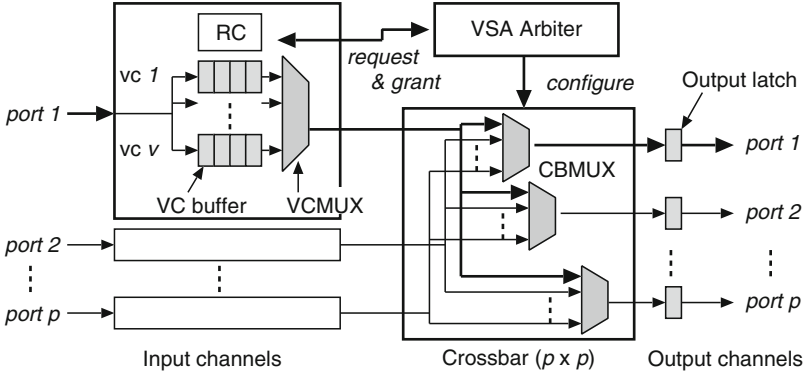 RC
VSA Arbiter
request
& grant
configure
vc 1
vc v
port 1
Output latch
port 1
VC buffer
VCMUX
CBMUX
port 2
port 2
port p
port p
Input channels
Crossbar (p x p)
Output channels